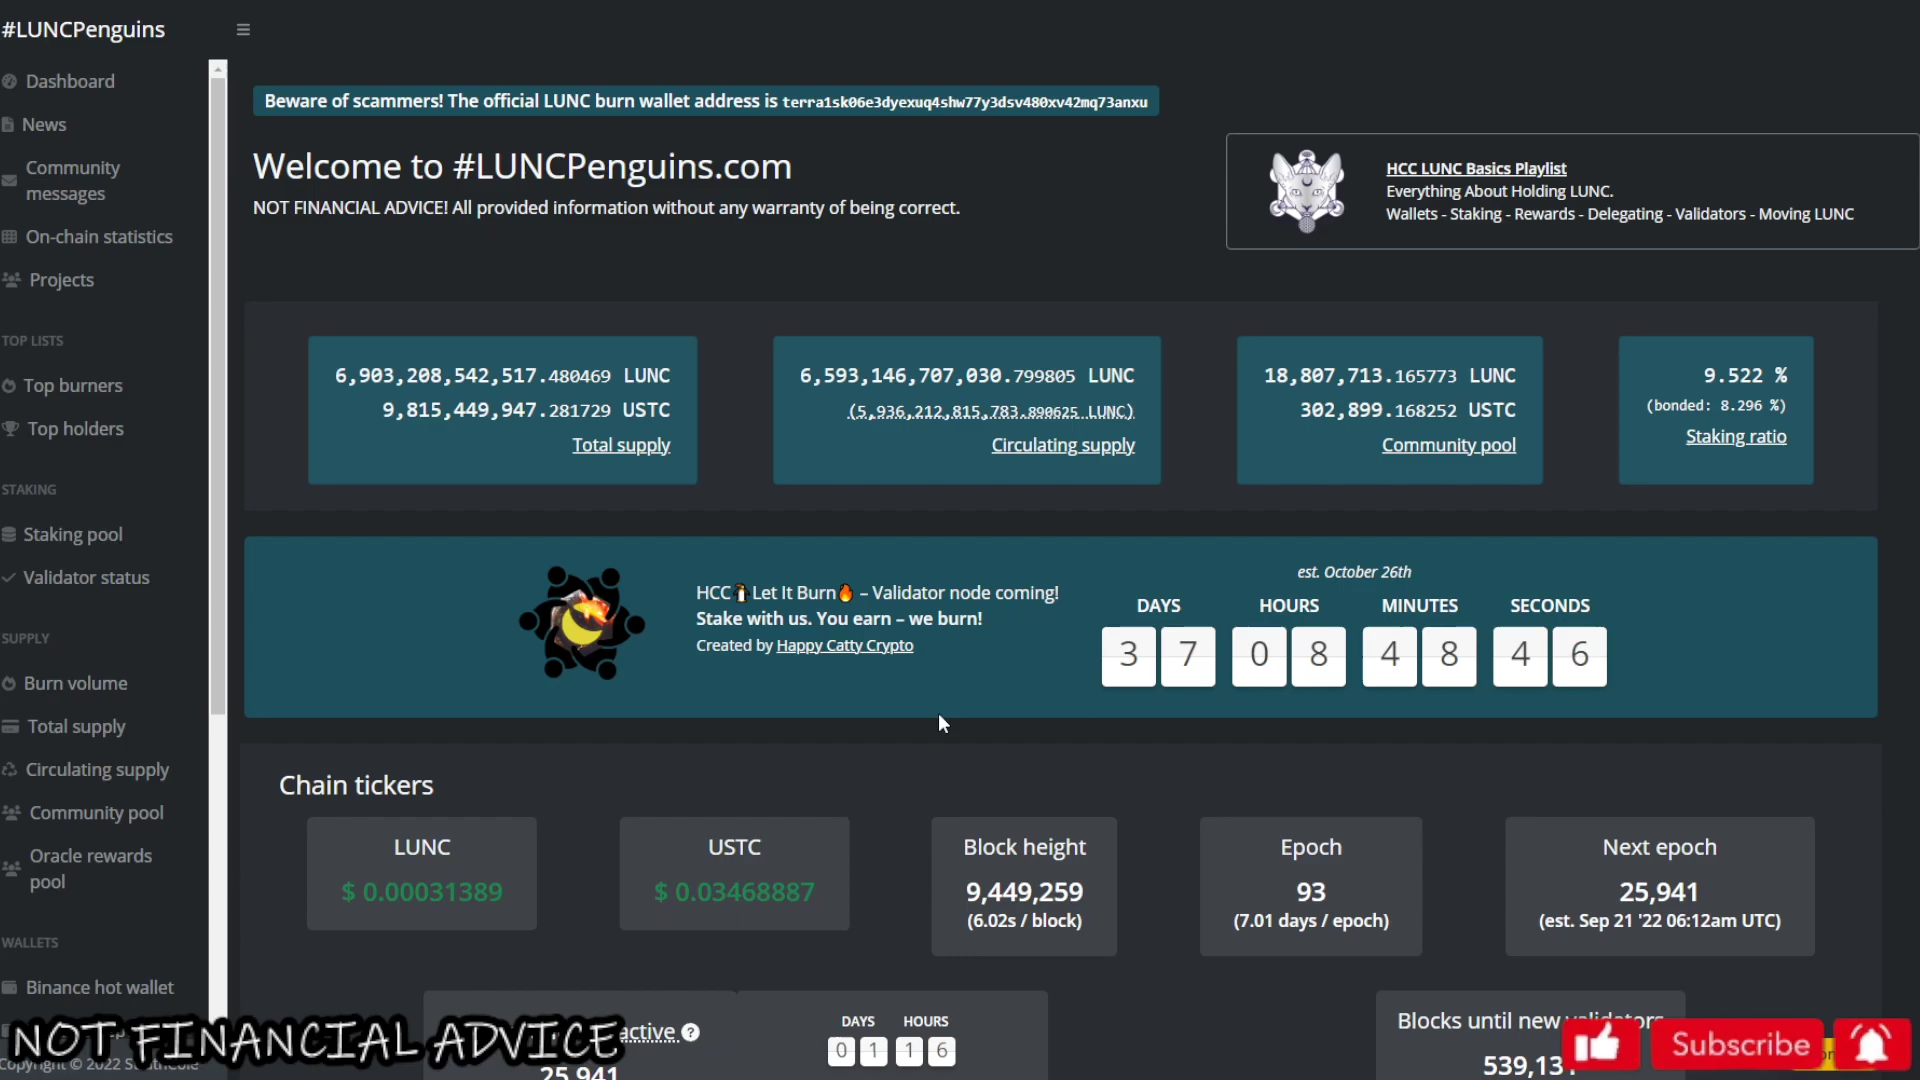 #LUNCPenguins
Dashboard
News
Community
messages
On-chain statistics
Projects
TOP LISTS
Top burners
Top holders
STAKING
Staking pool
Validator status
SUPPLY
Burn volume
Total supply
Circulating supply
Community pool
Oracle rewards
pool
WALLETS
Binance hot wallet
Copyright © 2022
NOT FINANCIAL ADVICE
Beware of scammers! The official LUNC burn wallet address is terra1sk06e3dyexuq4shw77y3dsv480xv42mq73anxu
Welcome to #LUNCPenguins.com
NOT FINANCIAL ADVICE! All provided information without any warranty of being correct.
HCC LUNC Basics Playlist
Everything About Holding LUNC.
Wallets - Staking - Rewards - Delegating - Validators - Moving LUNC
6,903,208,542,517.480469 LUNC
9,815,449,947.281729 USTC
Total supply
6,593,146,707,030.799805 LUNC
(5,936,212,815,783.890625 LUNC)
Circulating supply
18,807,713.165773 LUNC
302,899.168252 USTC
Community pool
9.522 %
(bonded: 8.296 %)
Staking ratio
HCC🐧Let It Burn🔥 – Validator node coming!
Stake with us. You earn – we burn!
Created by Happy Catty Crypto
est. October 26th
DAYS HOURS MINUTES SECONDS
3 7 0 8 4 8 4 6
Chain tickers
LUNC
$ 0.00031389
USTC
$ 0.03468887
Block height
9,449,259
(6.02s / block)
Epoch
93
(7.01 days / epoch)
Next epoch
25,941
(est. Sep 21 '22 06:12am UTC)
active ?
25,941
DAYS HOURS
0 1 1 6
Blocks until new validators
539,131
Subscribe